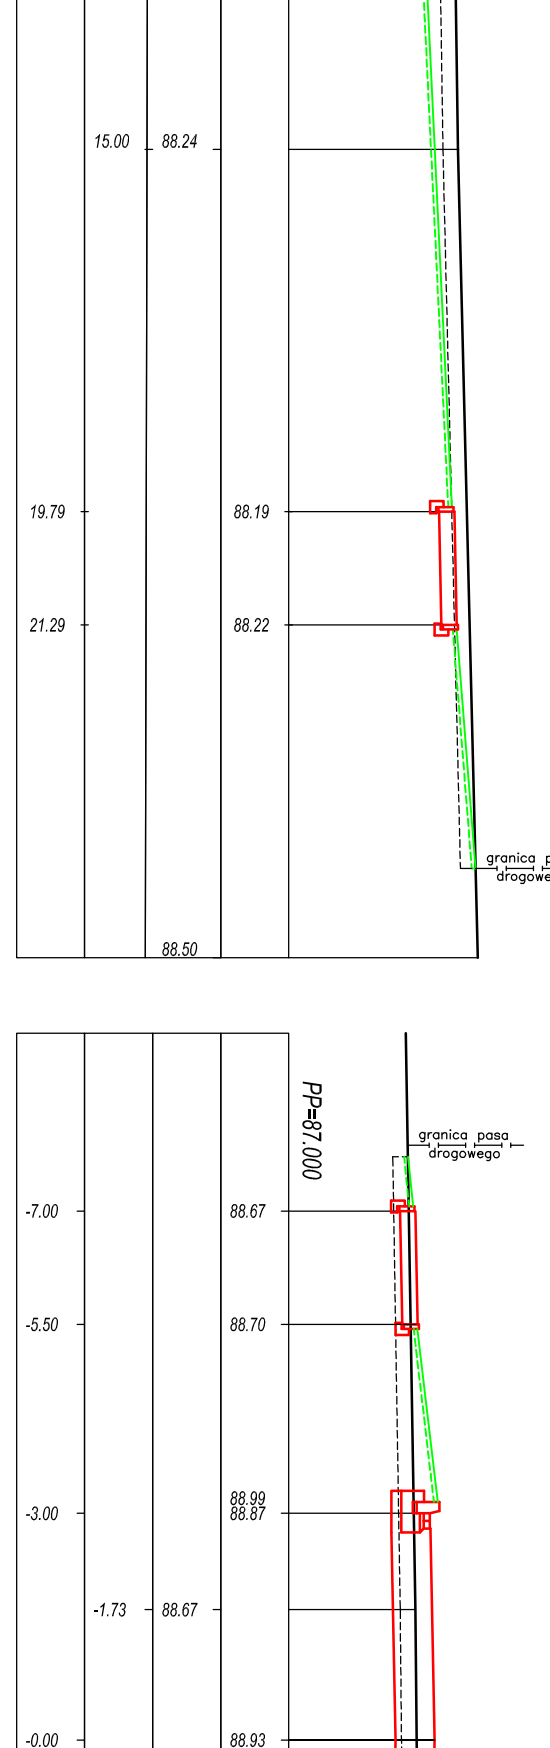 15.00 88.24
19.79 88.19
21.29 88.22
granica p
drogowe
88.50
PP=87.000
granica pasa
drogowego
-7.00 88.67
-5.50 88.70
88.99
-3.00 88.87
-1.73 88.67
-0.00 88.93